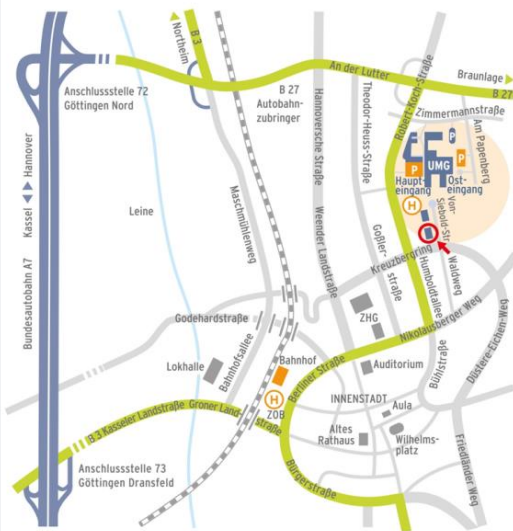 Northeim
B 3
An der Lutter
Braunlage
B 27
Anschlussstelle 72
Göttingen Nord
B 27
Autobahn-
zubringer
Robert-Koch-Straße
Zimmermannstraße
Am Papenberg
Hannoversche Straße
Theodor-Heuss-Straße
P
P
P
UMG
Haupt-
eingang
Ost-
eingang
H
Kassel
Hannover
Bundesautobahn A7
Leine
Maschmühlenweg
Weender Landstraße
Goßler-
straße
Von-
Siebold-Str.
Kreuzbergring
Humboldtallee
Waldweg
Godehardstraße
ZHG
Nikolausberger Weg
Düstere-Eichen-Weg
Lokhalle
Bahnhofsallee
Bahnhof
Berliner Straße
Auditorium
Bühlstraße
H
ZOB
INNENSTADT
B 3 Kasseler Landstraße
Groner Land-
straße
Aula
Altes
Rathaus
Wilhelms-
platz
Friedländer Weg
Bürgerstraße
Anschlussstelle 73
Göttingen Dransfeld